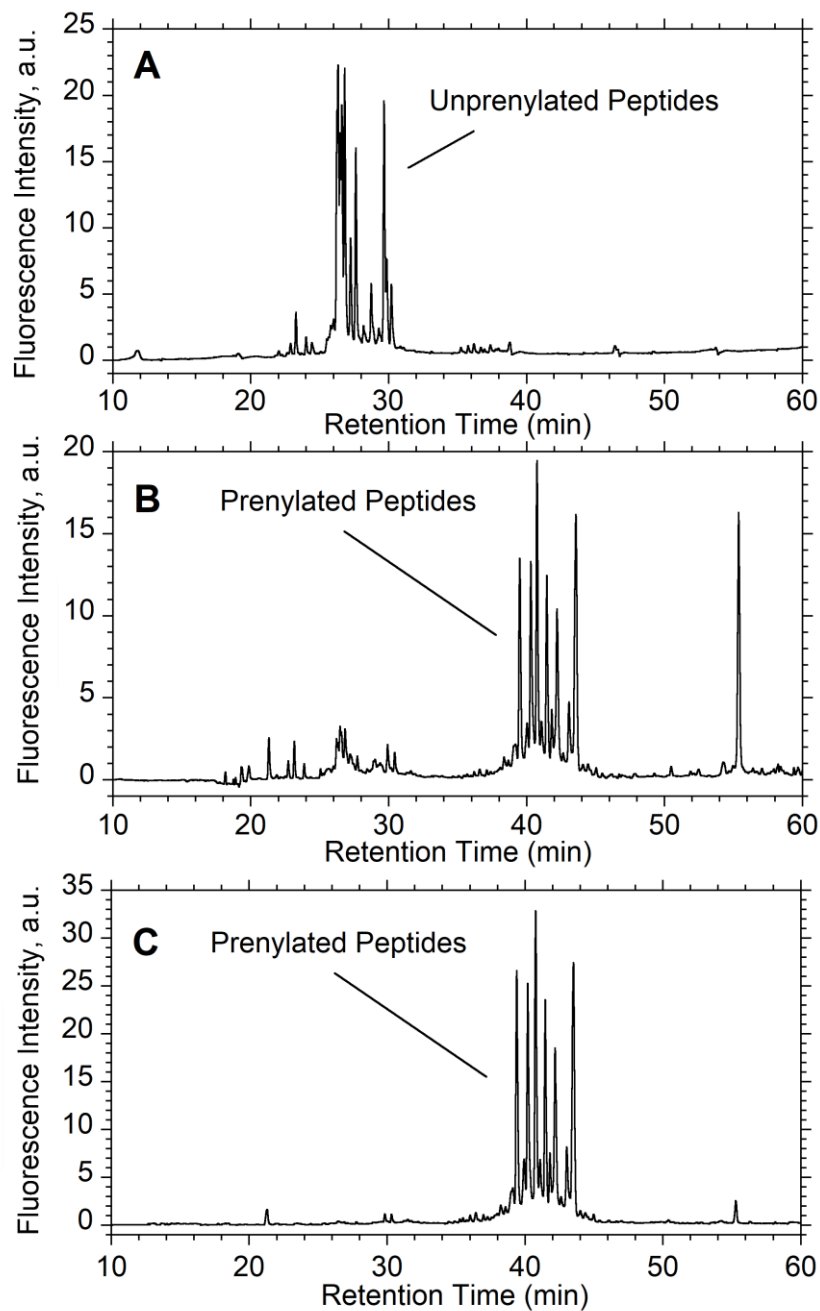 25
20
15
10
5
0
Fluorescence Intensity, a.u.
A
Unprenylated Peptides
10 20 30 40 50 60
Retention Time (min)
20
15
10
5
0
Fluorescence Intensity, a.u.
B
Prenylated Peptides
10 20 30 40 50 60
Retention Time (min)
35
30
25
20
15
10
5
0
Fluorescence Intensity, a.u.
C
Prenylated Peptides
10 20 30 40 50 60
Retention Time (min)